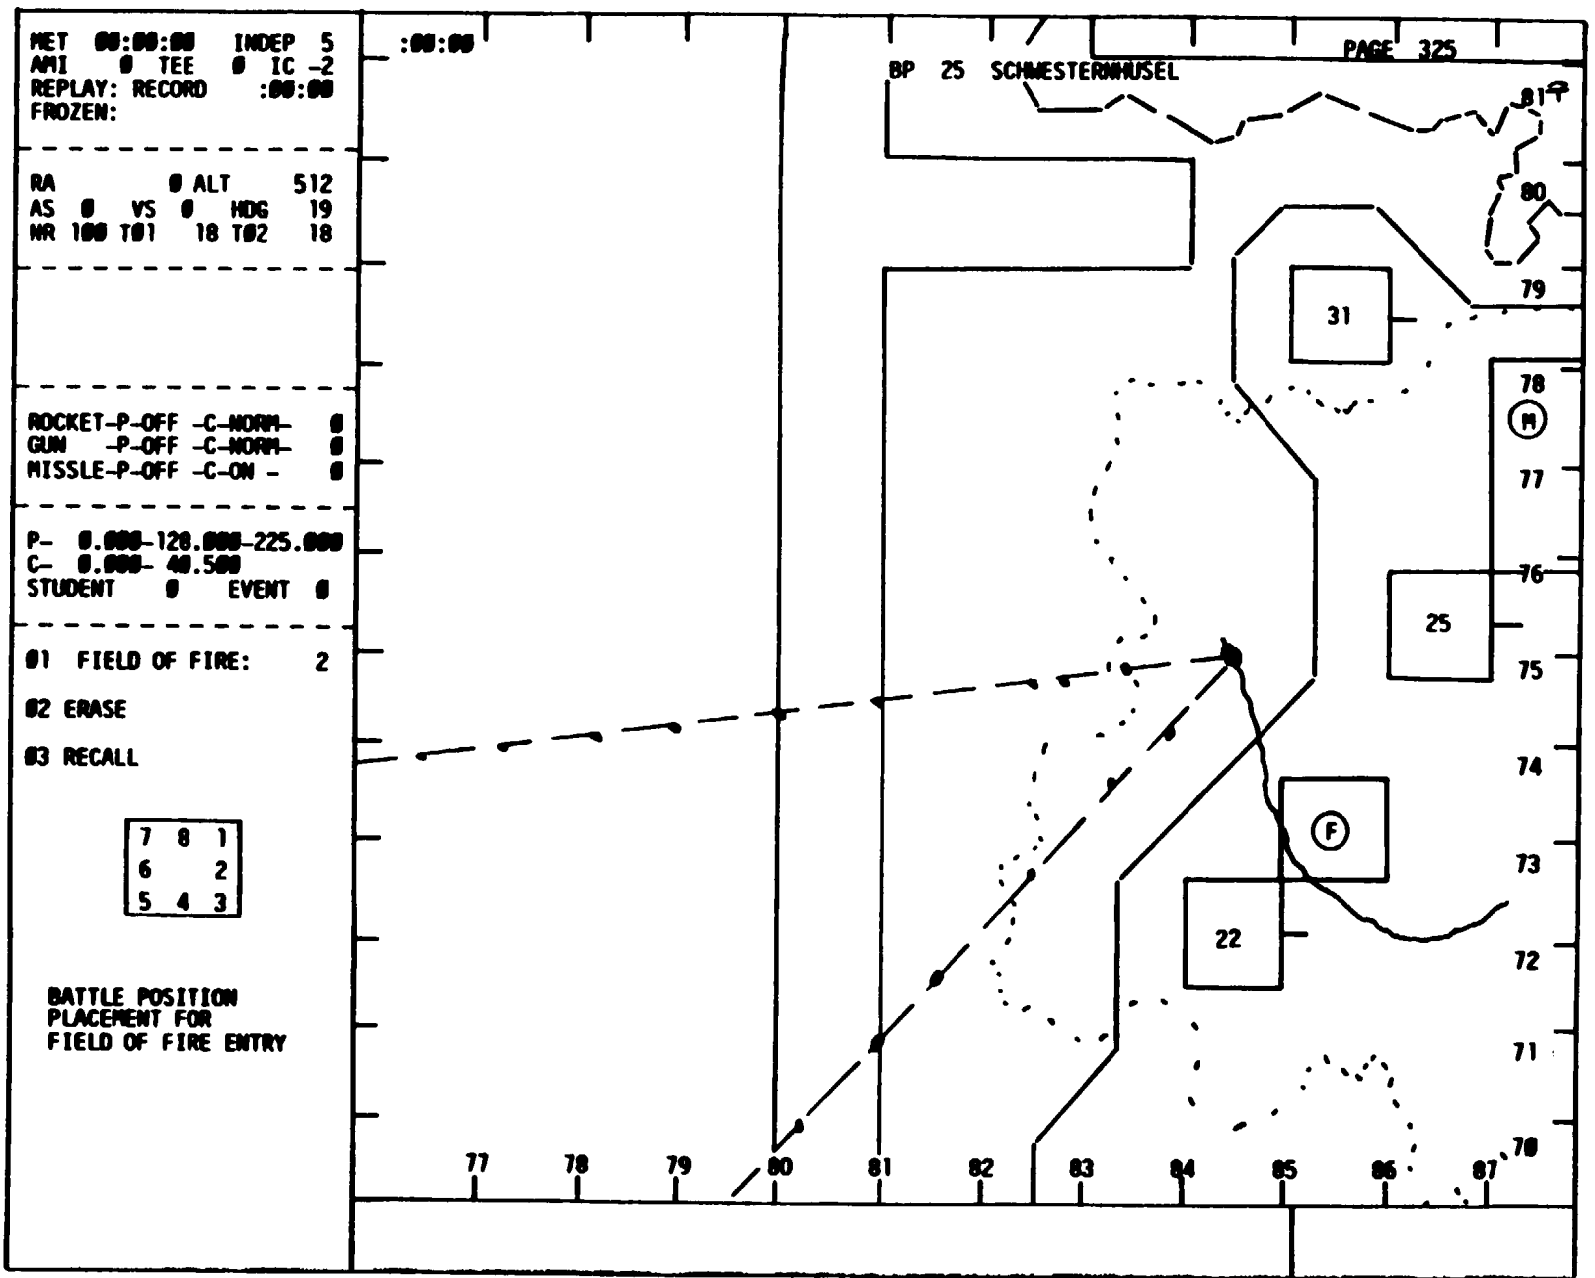 MET 00:00:00 INDEP 5
AMI 0 TEE 0 IC -2
REPLAY: RECORD :00:00
FROZEN:
RA 0 ALT 512
AS 0 VS 0 HDG 19
MR 100 T01 18 T02 18
ROCKET-P-OFF -C-NORM- 0
GUN -P-OFF -C-NORM- 0
MISSLE-P-OFF -C-ON - 0
P- 0.000-128.000-225.000
C- 0.000- 40.500
STUDENT 0 EVENT 0
01 FIELD OF FIRE: 2
02 ERASE
03 RECALL
7 8 1
6 2
5 4 3
BATTLE POSITION
PLACEMENT FOR
FIELD OF FIRE ENTRY
:00:00
PAGE 325
BP 25 SCHWESTERNHUSEL
81
80
79
31
78
M
77
76
25
75
74
F
73
22
72
71
70
77 78 79 80 81 82 83 84 85 86 87